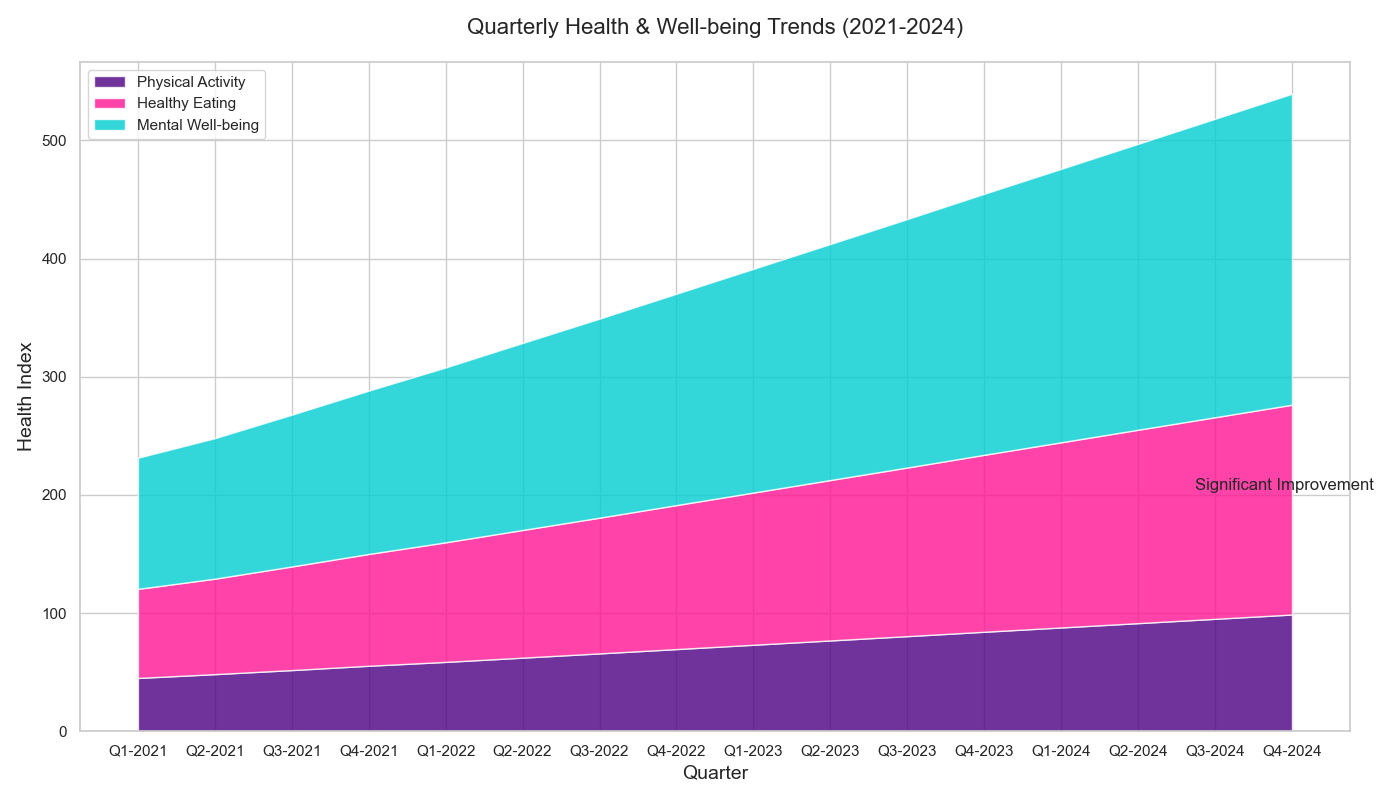 Quarterly Health & Well-being Trends (2021-2024)
Physical Activity
Healthy Eating
Mental Well-being
Health Index
500
400
300
200
100
0
Significant Improvement
Q1-2021 Q2-2021 Q3-2021 Q4-2021 Q1-2022 Q2-2022 Q3-2022 Q4-2022 Q1-2023 Q2-2023 Q3-2023 Q4-2023 Q1-2024 Q2-2024 Q3-2024 Q4-2024
Quarter